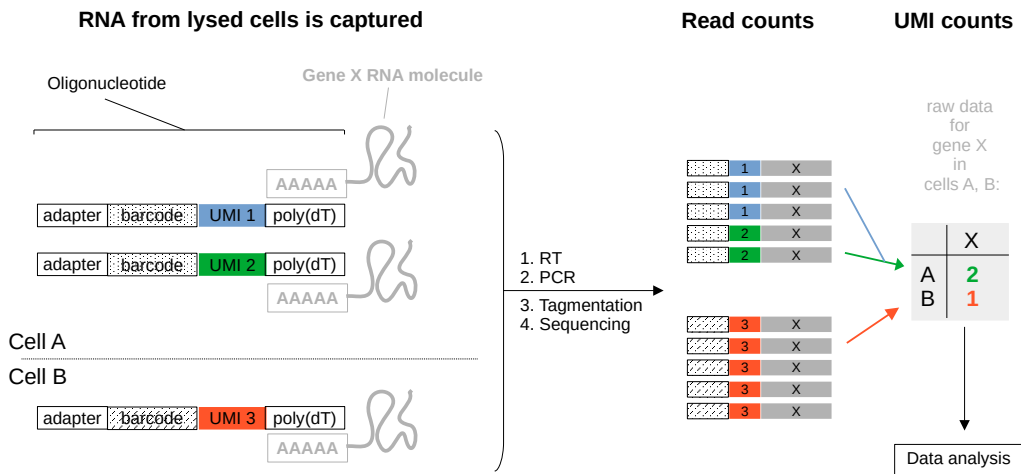 RNA from lysed cells is captured
Read counts
UMI counts
Oligonucleotide
Gene X RNA molecule
AAAAA
adapter barcode UMI 1 poly(dT)
adapter barcode UMI 2 poly(dT)
AAAAA
Cell A
Cell B
adapter barcode UMI 3 poly(dT)
AAAAA
1. RT
2. PCR
3. Tagmentation
4. Sequencing
1 X
1 X
1 X
2 X
2 X
3 X
3 X
3 X
3 X
3 X
raw data
for
gene X
in
cells A, B:
X
A 2
B 1
Data analysis